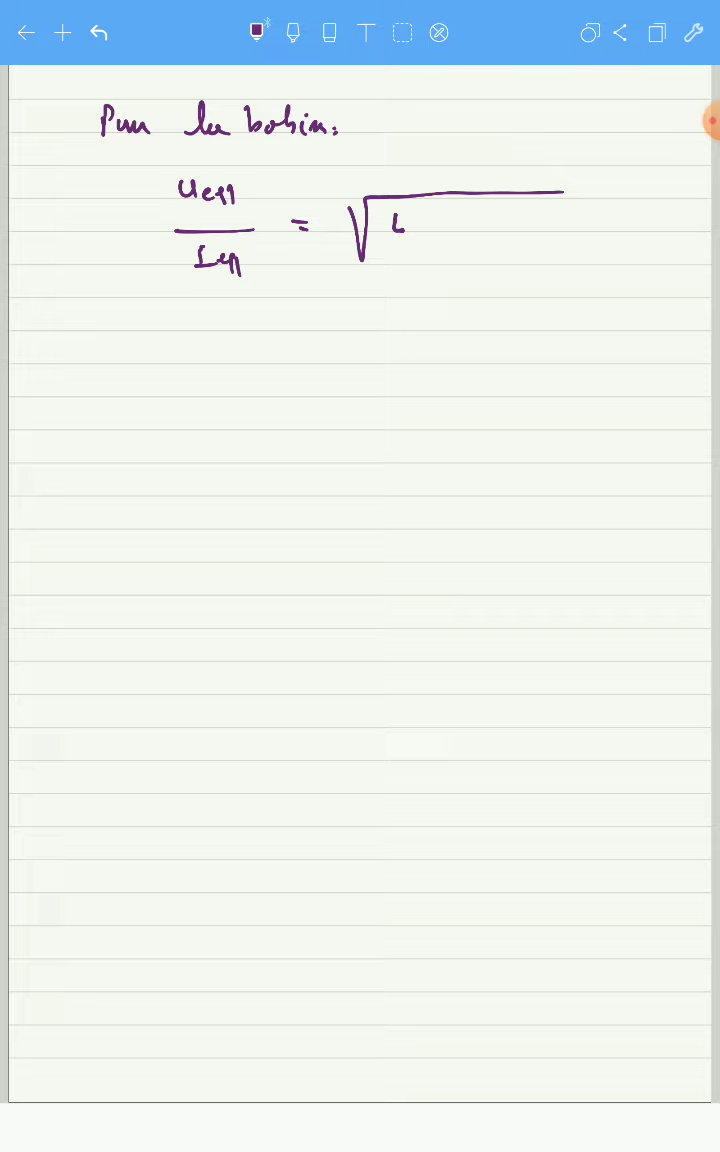 Pour la bobine:
Ueff
──── = √L
Ieff